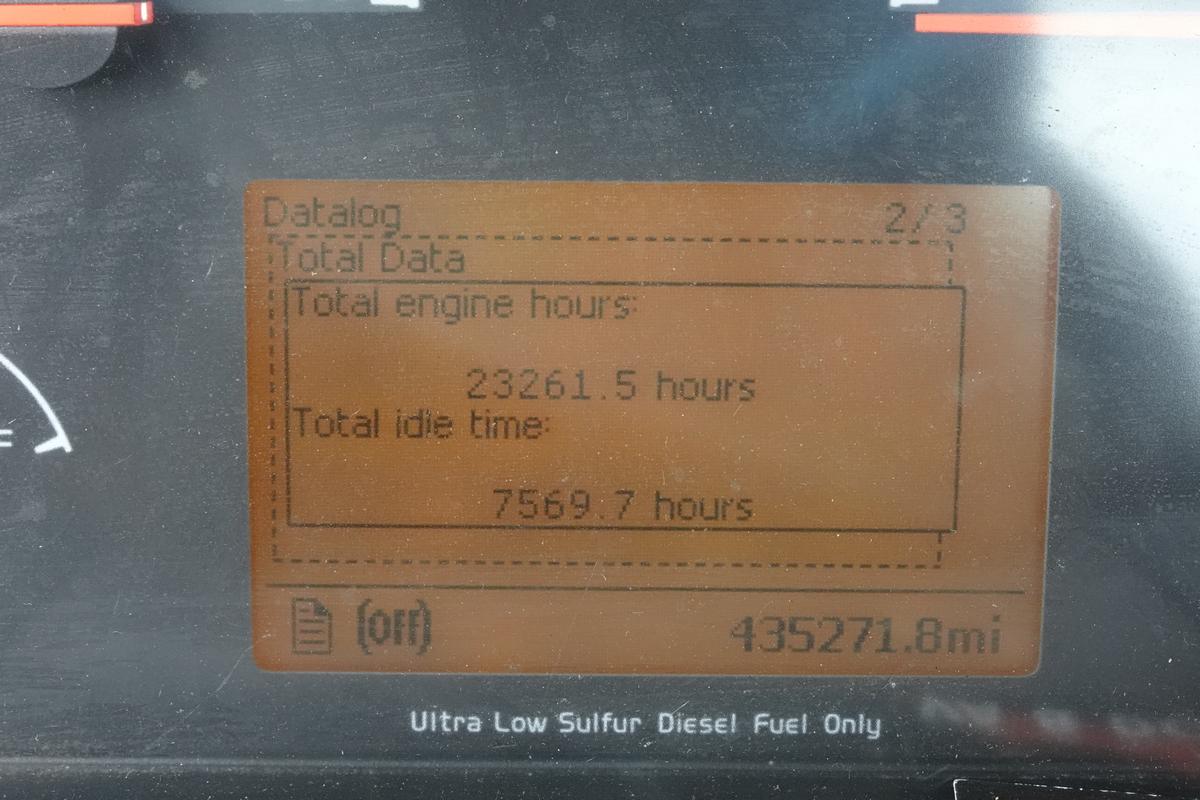 Datalog 2/3
Total Data
Total engine hours:
23261.5 hours
Total idle time:
7569.7 hours
(Off) 435271.8mi
Ultra Low Sulfur Diesel Fuel Only